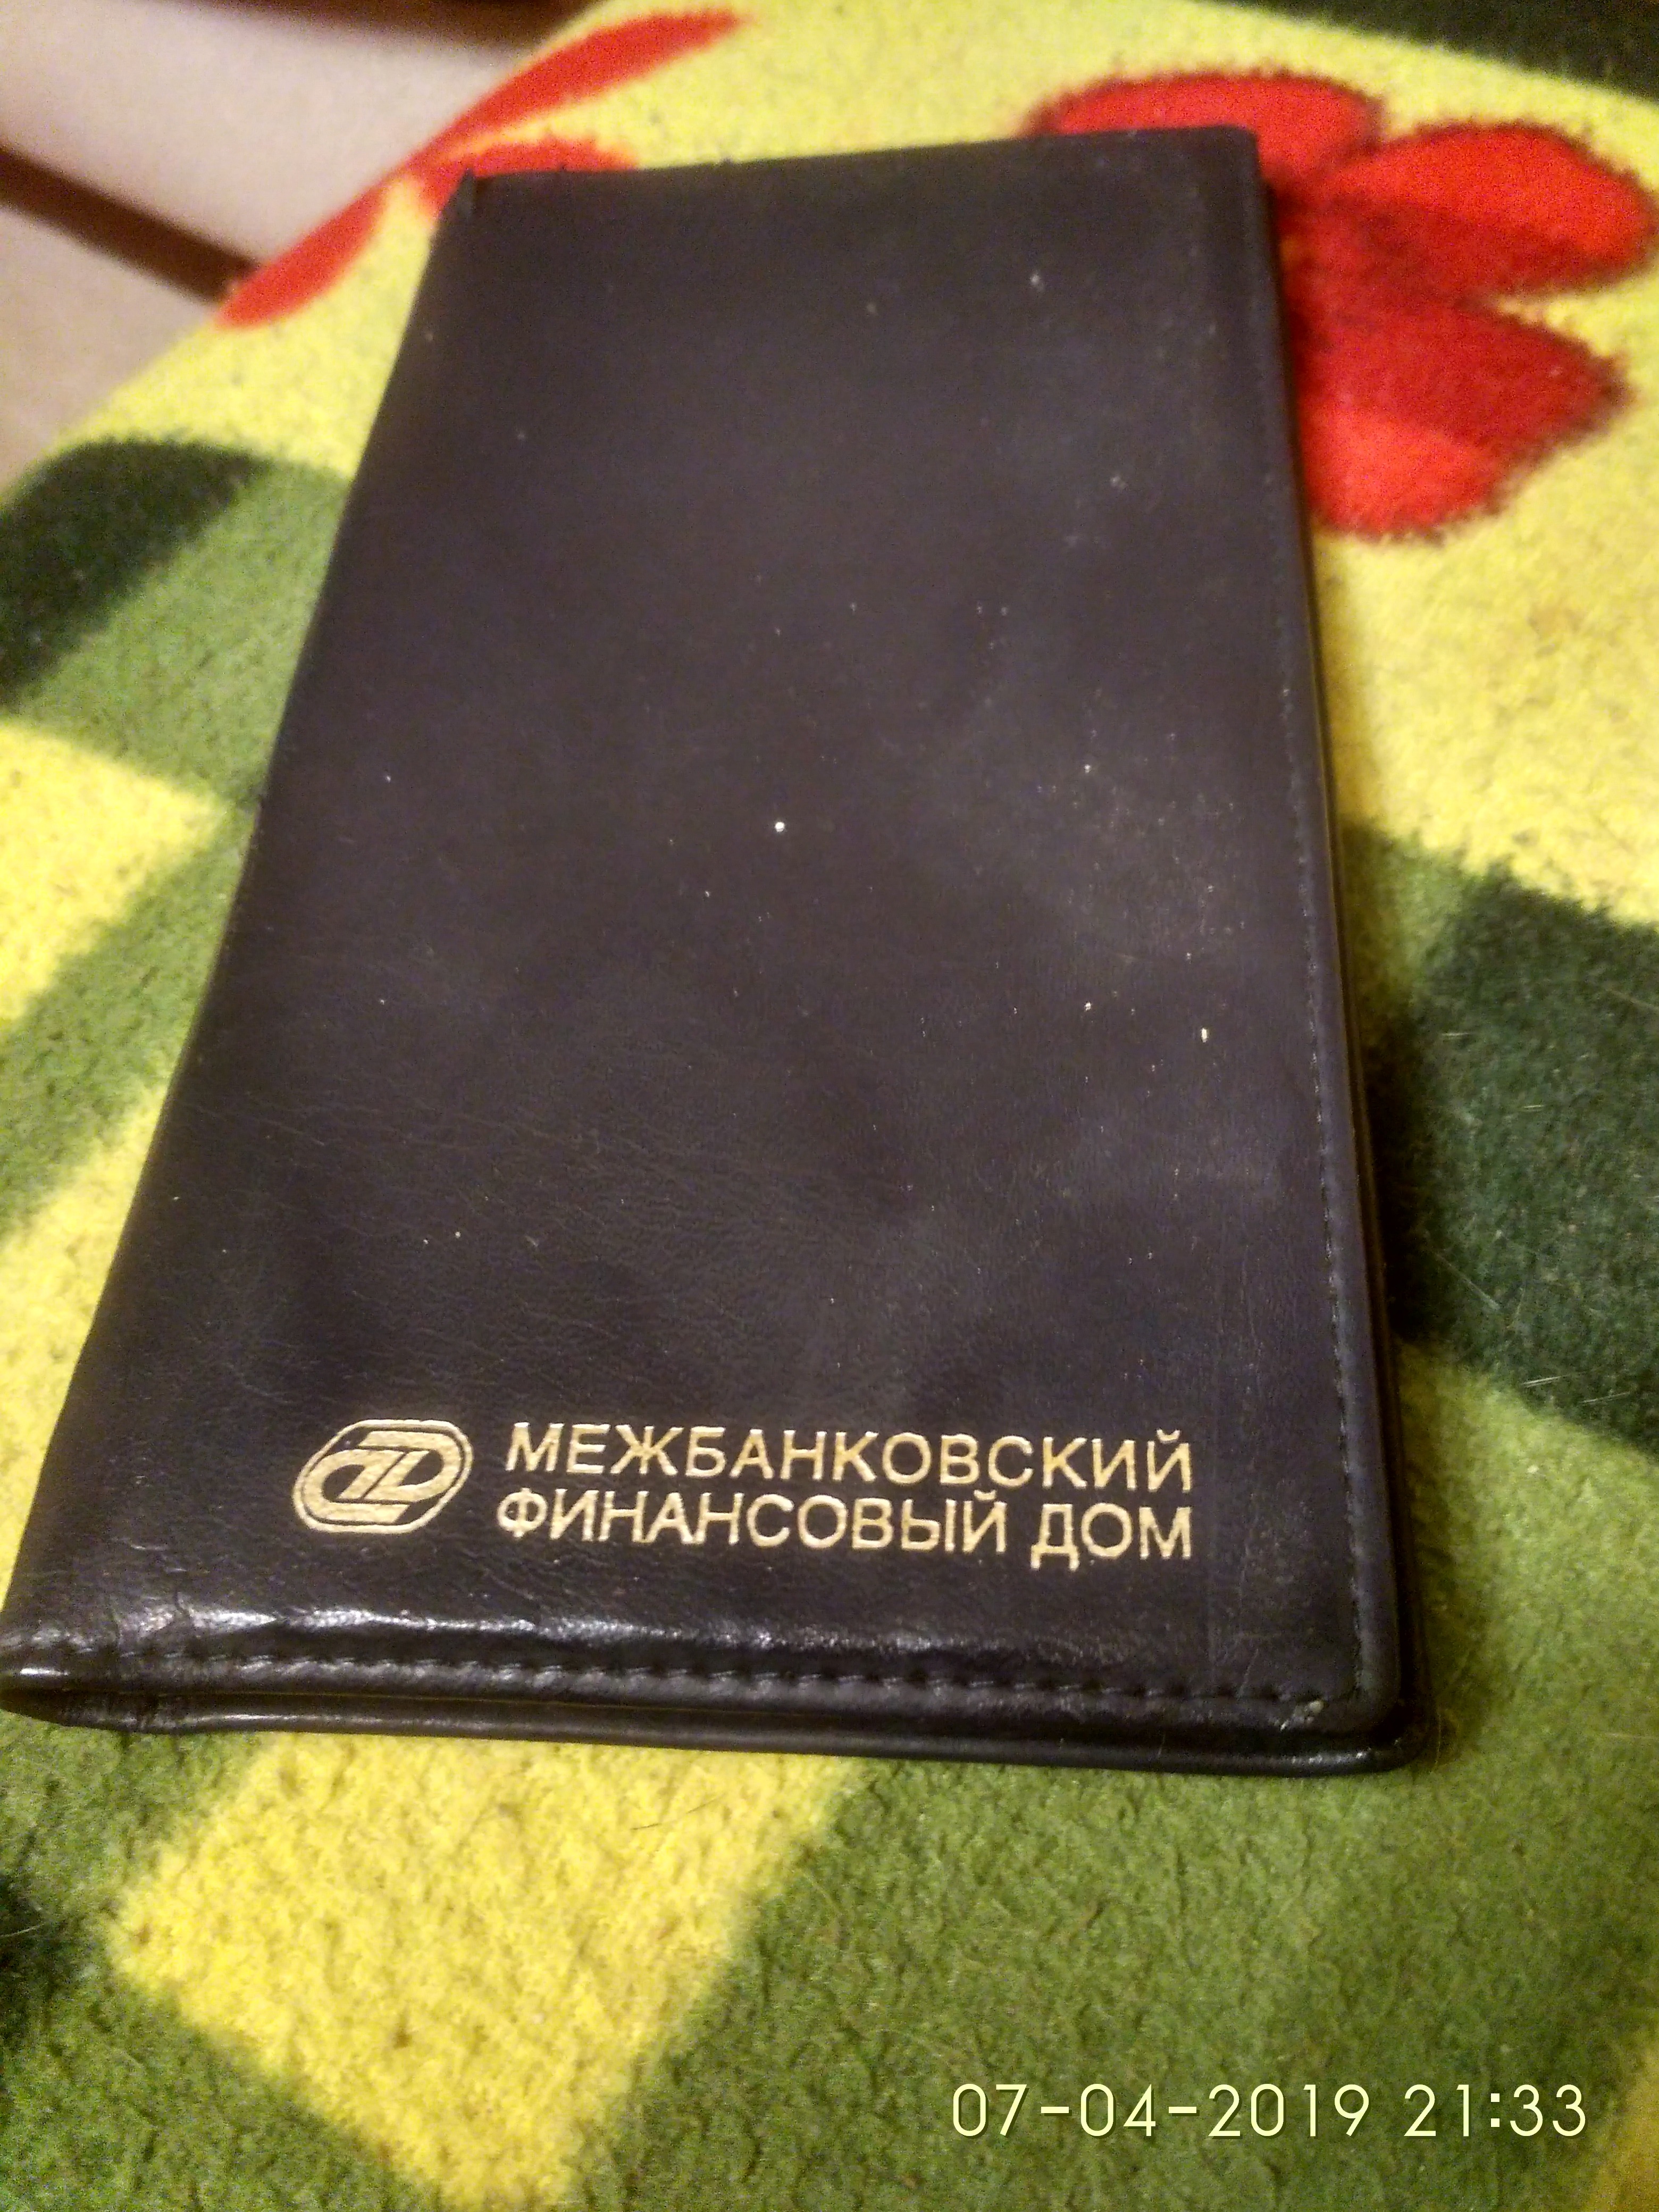 МЕЖБАНКОВСКИЙ
ФИНАНСОВЫЙ ДОМ
07-04-2019 21:33